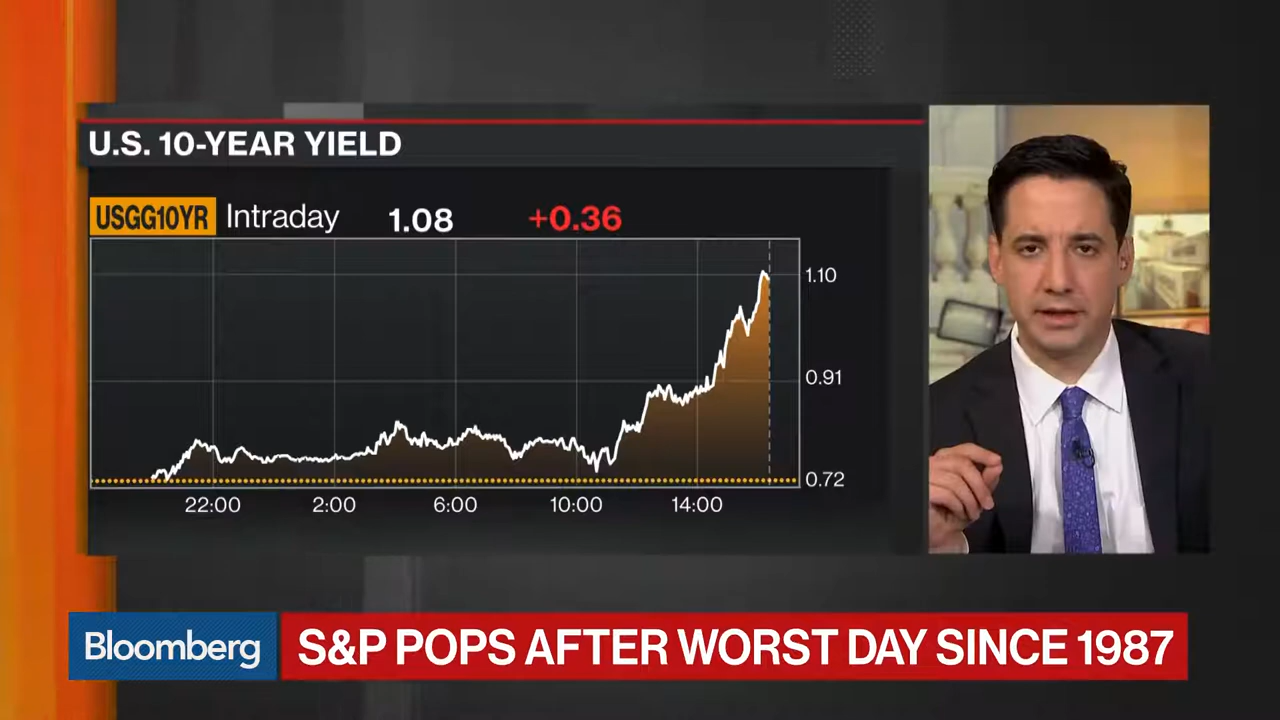 U.S. 10-YEAR YIELD
USGG10YR Intraday 1.08 +0.36
1.10
0.91
0.72
22:00 2:00 6:00 10:00 14:00
Bloomberg S&P POPS AFTER WORST DAY SINCE 1987